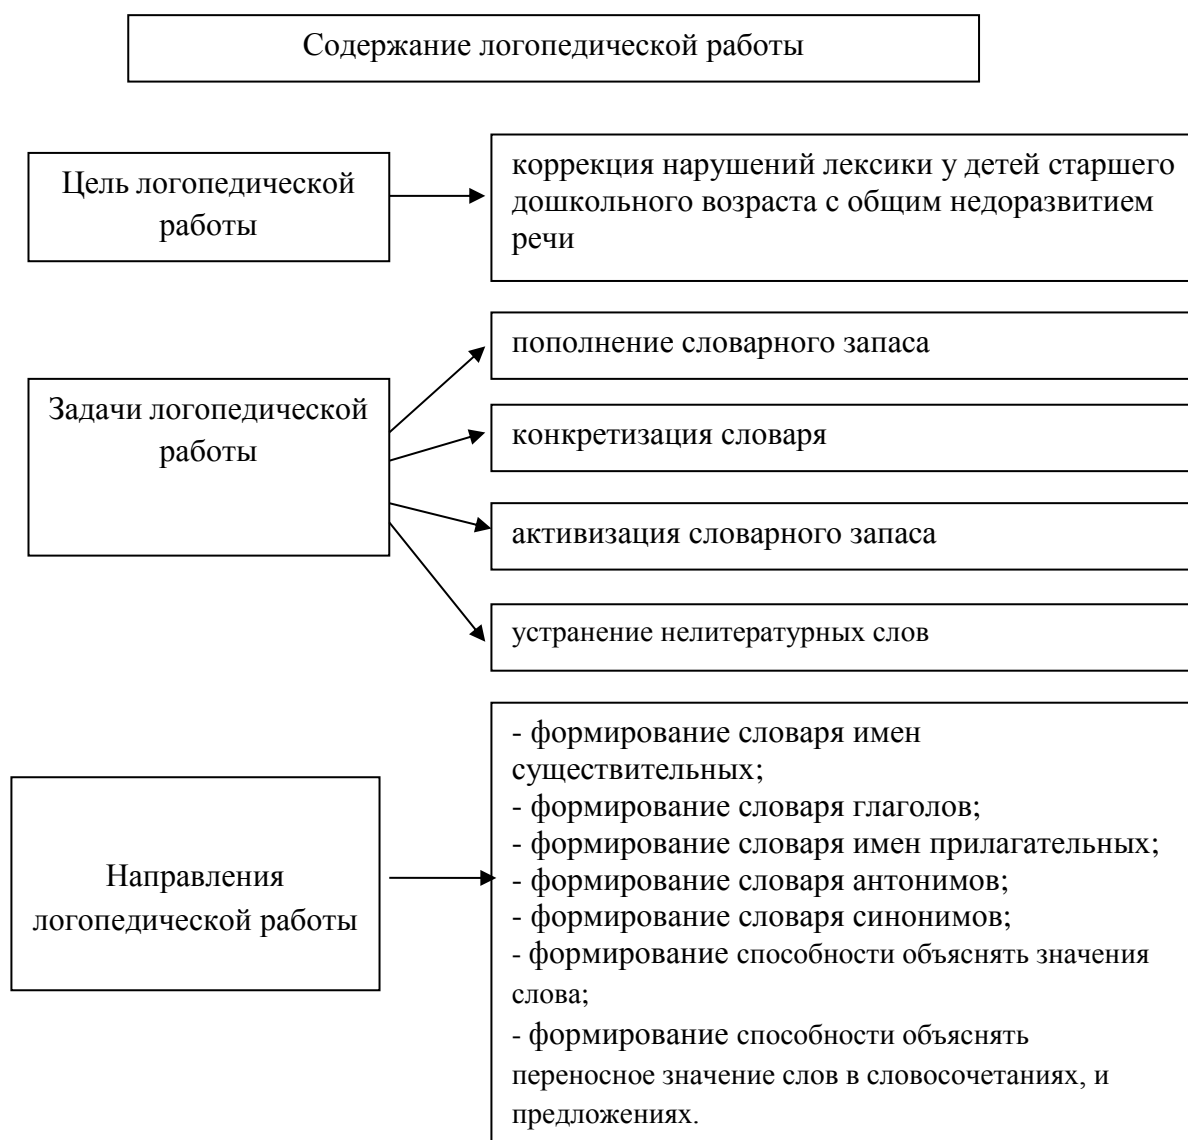 Содержание логопедической работы
Цель логопедической
работы
коррекция нарушений лексики у детей старшего
дошкольного возраста с общим недоразвитием
речи
Задачи логопедической
работы
пополнение словарного запаса
конкретизация словаря
активизация словарного запаса
устранение нелитературных слов
Направления
логопедической работы
- формирование словаря имен
существительных;
- формирование словаря глаголов;
- формирование словаря имен прилагательных;
- формирование словаря антонимов;
- формирование словаря синонимов;
- формирование способности объяснять значения
слова;
- формирование способности объяснять
переносное значение слов в словосочетаниях, и
предложениях.